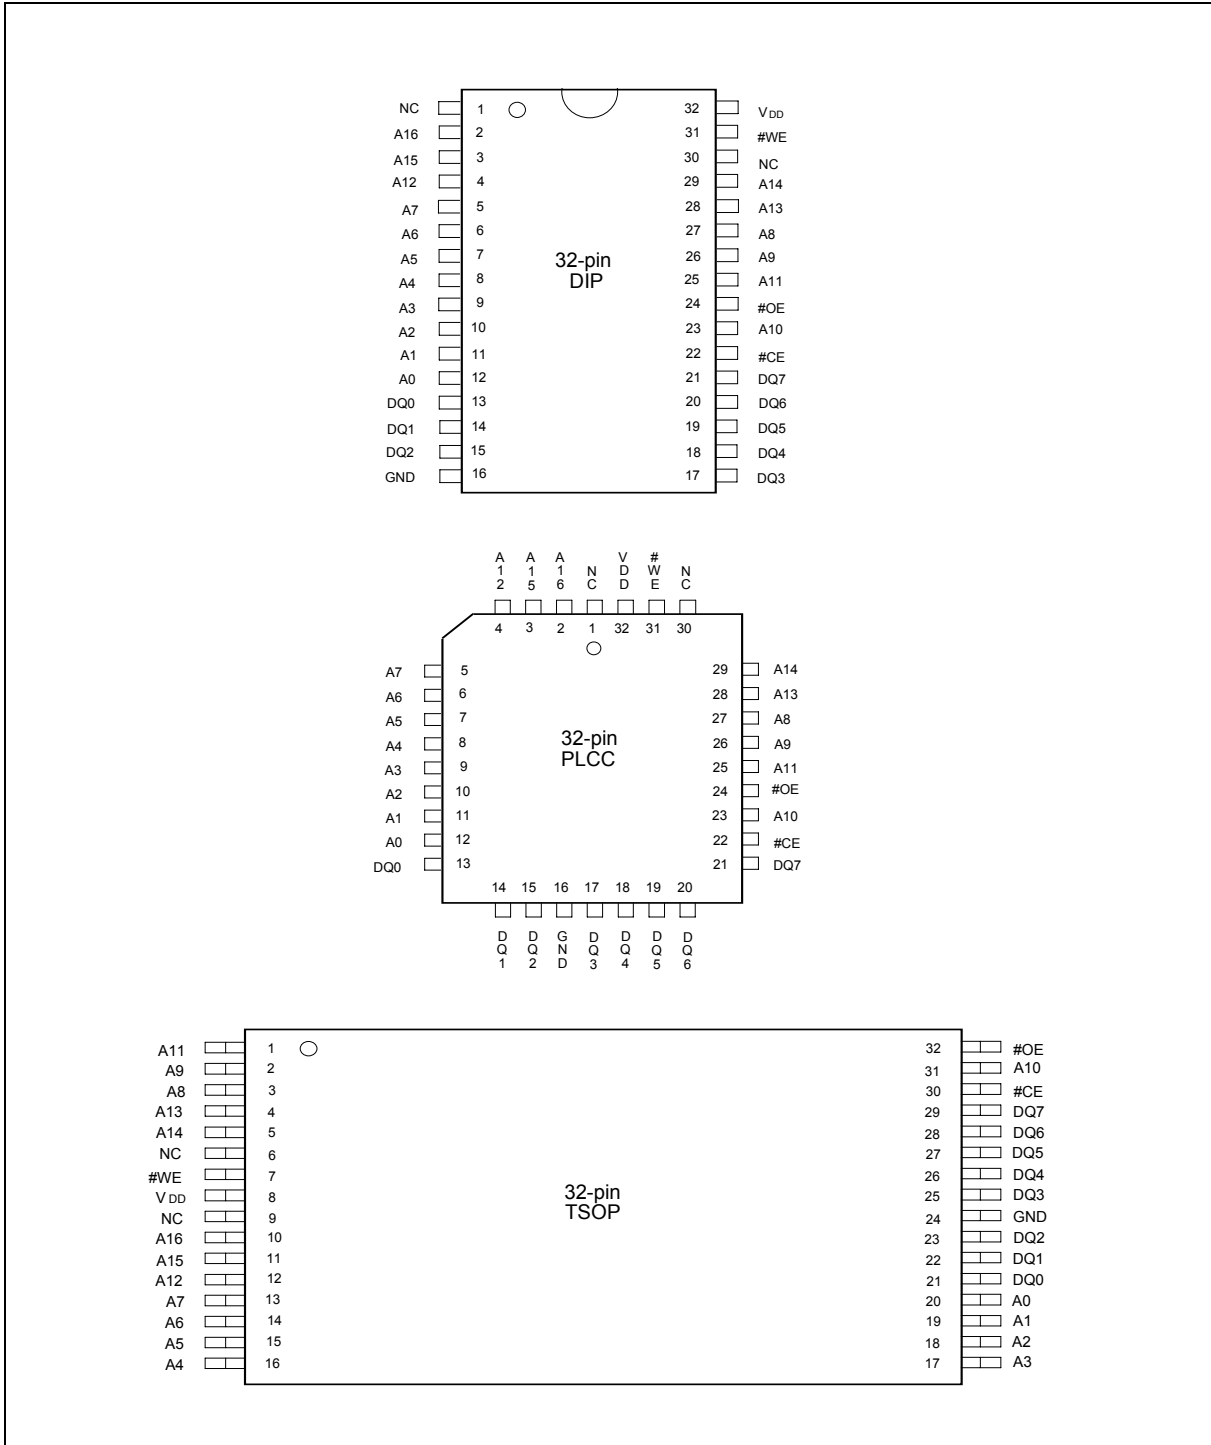 NC 1 32 VDD
A16 2 31 #WE
A15 3 30 NC
A12 4 29 A14
A7 5 28 A13
A6 6 27 A8
A5 7 26 A9
A4 8 25 A11
A3 9 24 #OE
A2 10 23 A10
A1 11 22 #CE
A0 12 21 DQ7
DQ0 13 20 DQ6
DQ1 14 19 DQ5
DQ2 15 18 DQ4
GND 16 17 DQ3
32-pin
DIP
A12 A15 A16 NC VDD #WE NC
4 3 2 1 32 31 30
A7 5 29 A14
A6 6 28 A13
A5 7 27 A8
A4 8 26 A9
A3 9 25 A11
A2 10 24 #OE
A1 11 23 A10
A0 12 22 #CE
DQ0 13 21 DQ7
32-pin
PLCC
14 15 16 17 18 19 20
DQ1 DQ2 GND DQ3 DQ4 DQ5 DQ6
A11 1 32 #OE
A9 2 31 A10
A8 3 30 #CE
A13 4 29 DQ7
A14 5 28 DQ6
NC 6 27 DQ5
#WE 7 26 DQ4
VDD 8 25 DQ3
NC 9 24 GND
A16 10 23 DQ2
A15 11 22 DQ1
A12 12 21 DQ0
A7 13 20 A0
A6 14 19 A1
A5 15 18 A2
A4 16 17 A3
32-pin
TSOP